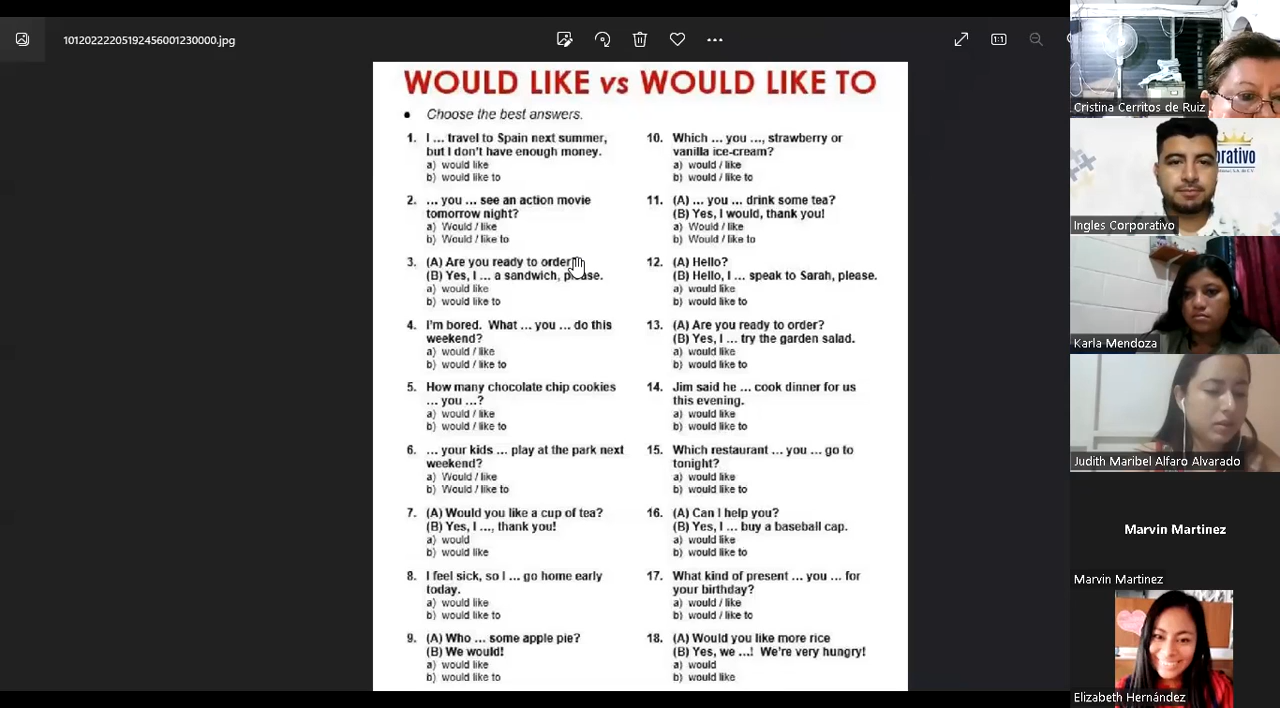 10120222205192456001230000.jpg
WOULD LIKE vs WOULD LIKE TO
• Choose the best answers.
1. I ... travel to Spain next summer,
but I don't have enough money.
a) would like
b) would like to
2. ... you ... see an action movie
tomorrow night?
a) Would / like
b) Would / like to
3. (A) Are you ready to order
(B) Yes, I ... a sandwich, please.
a) would like
b) would like to
4. I'm bored. What ... you ... do this
weekend?
a) would / like
b) would / like to
5. How many chocolate chip cookies
... you ...?
a) would / like
b) would / like to
6. ... your kids ... play at the park next
weekend?
a) Would / like
b) Would / like to
7. (A) Would you like a cup of tea?
(B) Yes, I ..., thank you!
a) would
b) would like
8. I feel sick, so I ... go home early
today.
a) would like
b) would like to
9. (A) Who ... some apple pie?
(B) We would!
a) would like
b) would like to
10. Which ... you ..., strawberry or
vanilla ice-cream?
a) would / like
b) would / like to
11. (A) ... you ... drink some tea?
(B) Yes, I would, thank you!
a) Would / like
b) Would / like to
12. (A) Hello?
(B) Hello, I ... speak to Sarah, please.
a) would like
b) would like to
13. (A) Are you ready to order?
(B) Yes, I ... try the garden salad.
a) would like
b) would like to
14. Jim said he ... cook dinner for us
this evening.
a) would like
b) would like to
15. Which restaurant ... you ... go to
tonight?
a) would like
b) would like to
16. (A) Can I help you?
(B) Yes, I ... buy a baseball cap.
a) would like
b) would like to
17. What kind of present ... you ... for
your birthday?
a) would / like
b) would / like to
18. (A) Would you like more rice
(B) Yes, we ...! We're very hungry!
a) would
b) would like
1:1
Cristina Cerritos de Ruiz
Ingles Corporativo
Karla Mendoza
Judith Maribel Alfaro Alvarado
Marvin Martinez
Marvin Martinez
Elizabeth Hernández